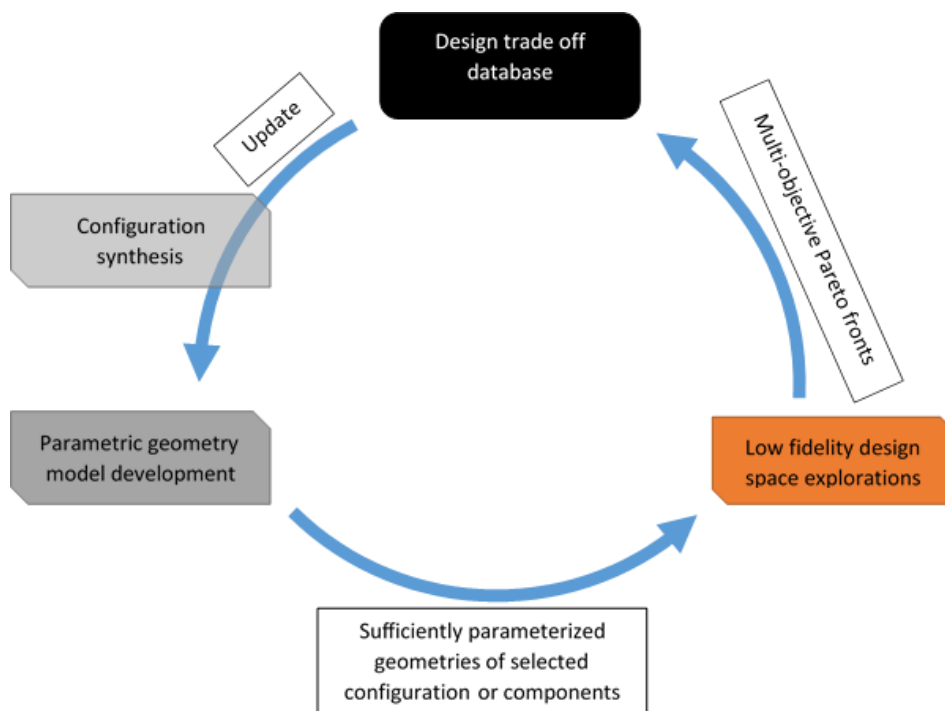 Design trade off
database
Update
Multi-objective Pareto fronts
Configuration
synthesis
Parametric geometry
model development
Low fidelity design
space explorations
Sufficiently parameterized
geometries of selected
configuration or components